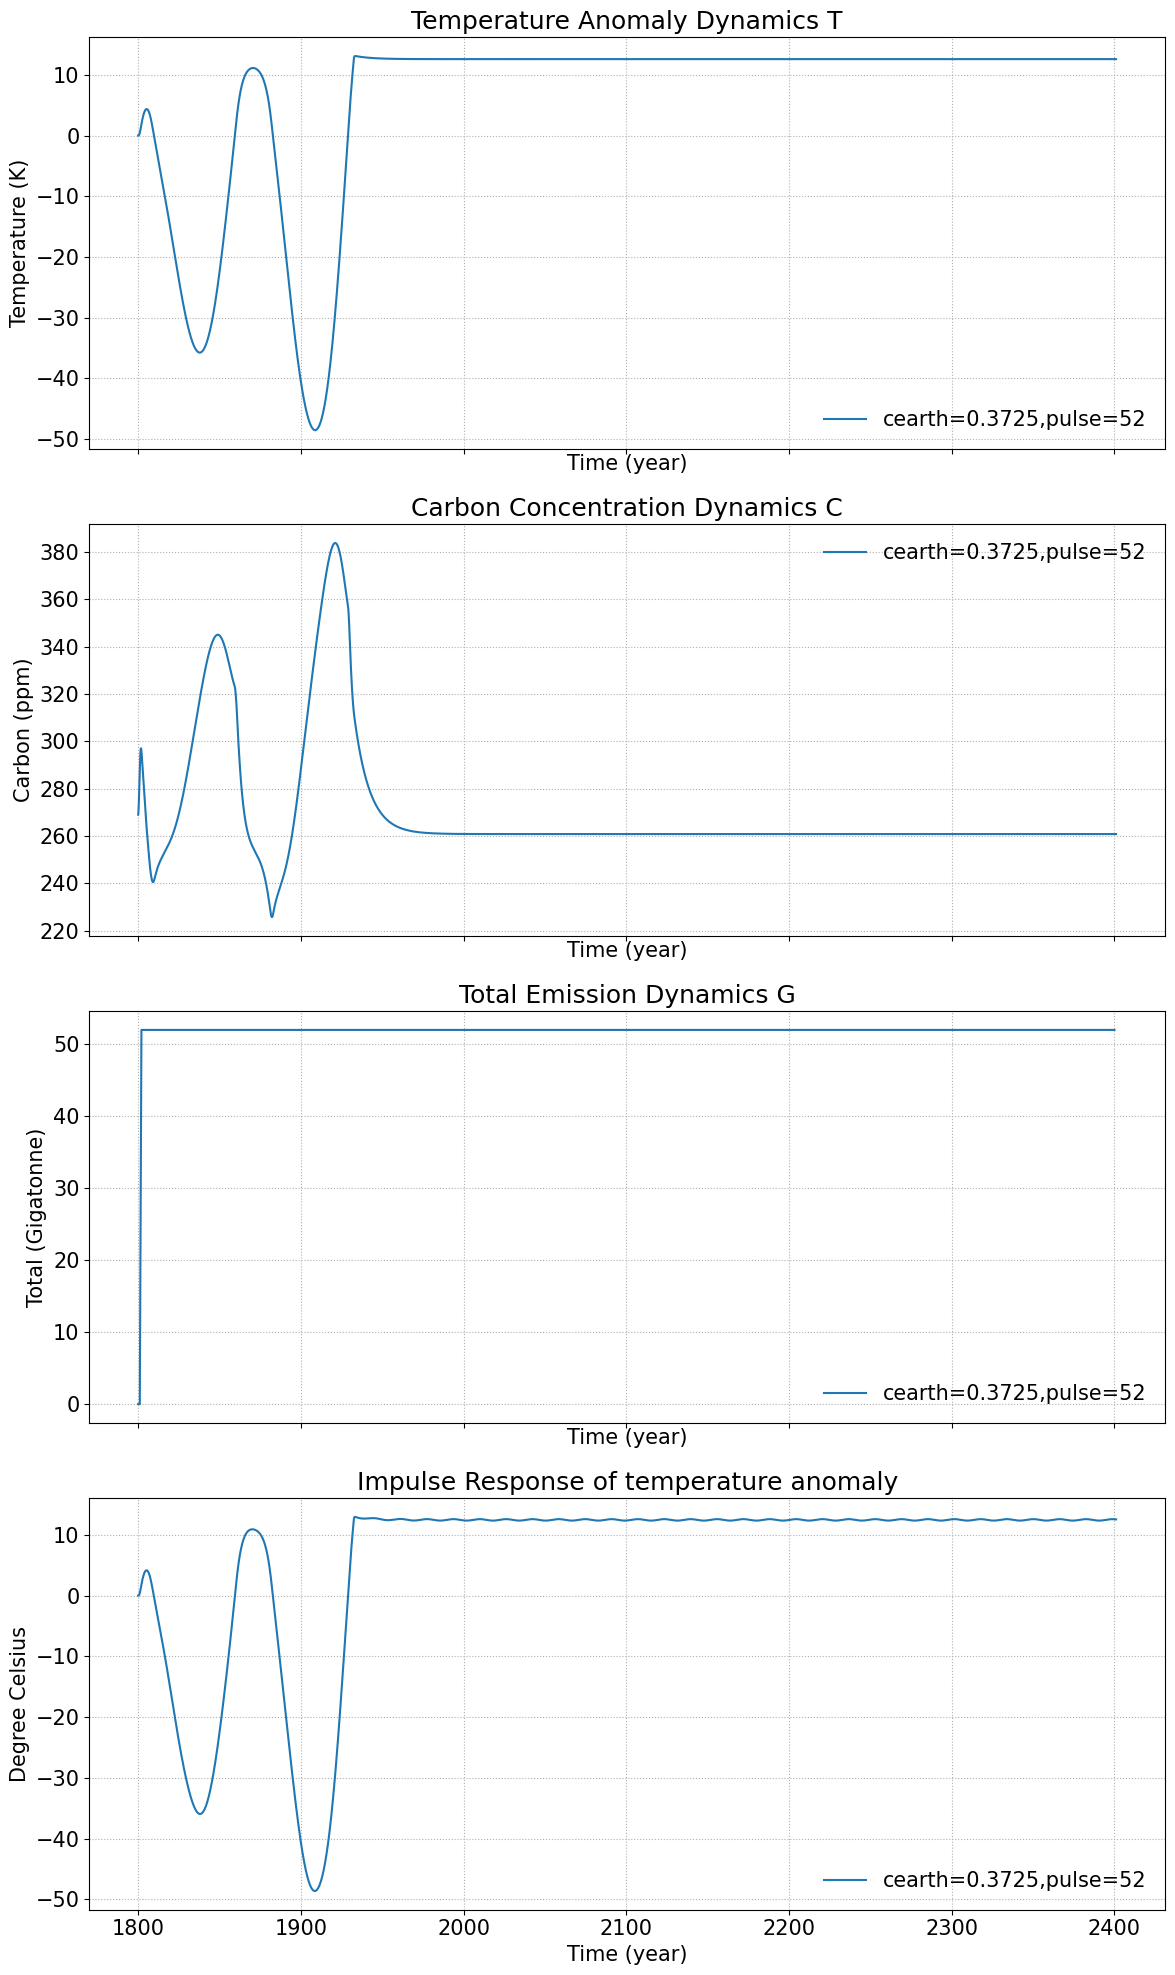 Temperature Anomaly Dynamics T
10
0
−10
−20
−30
−40
−50
Temperature (K)
cearth=0.3725,pulse=52
Time (year)
Carbon Concentration Dynamics C
380
360
340
320
300
280
260
240
220
Carbon (ppm)
cearth=0.3725,pulse=52
Time (year)
Total Emission Dynamics G
50
40
30
20
10
0
Total (Gigatonne)
cearth=0.3725,pulse=52
Time (year)
Impulse Response of temperature anomaly
10
0
−10
−20
−30
−40
−50
Degree Celsius
cearth=0.3725,pulse=52
1800 1900 2000 2100 2200 2300 2400
Time (year)